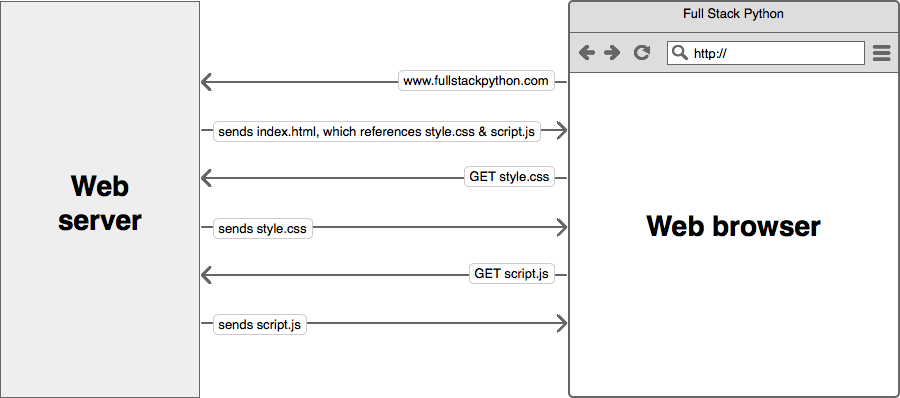 Full Stack Python
http://
www.fullstackpython.com
sends index.html, which references style.css & script.js
GET style.css
Web
server
Web browser
sends style.css
GET script.js
sends script.js